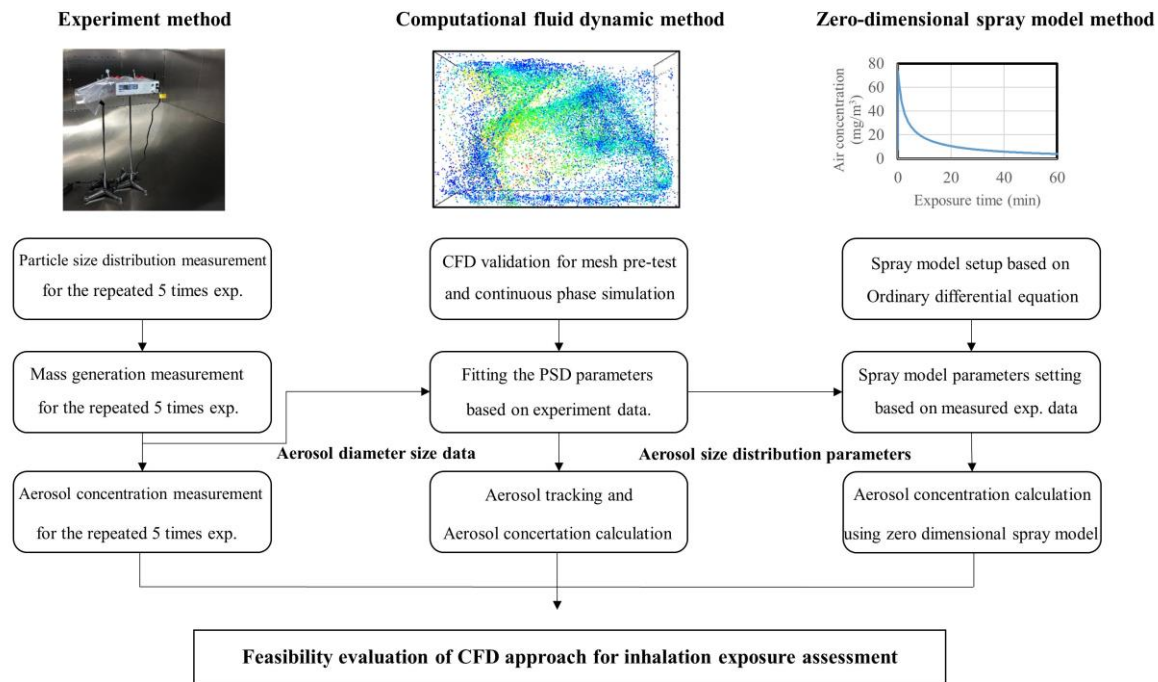 Experiment method
Computational fluid dynamic method
Zero-dimensional spray model method
Air concentration
(mg/m³)
80
60
40
20
0
0 20 40 60
Exposure time (min)
Particle size distribution measurement
for the repeated 5 times exp.
CFD validation for mesh pre-test
and continuous phase simulation
Spray model setup based on
Ordinary differential equation
Mass generation measurement
for the repeated 5 times exp.
Fitting the PSD parameters
based on experiment data.
Spray model parameters setting
based on measured exp. data
Aerosol diameter size data
Aerosol size distribution parameters
Aerosol concentration measurement
for the repeated 5 times exp.
Aerosol tracking and
Aerosol concertation calculation
Aerosol concentration calculation
using zero dimensional spray model
Feasibility evaluation of CFD approach for inhalation exposure assessment